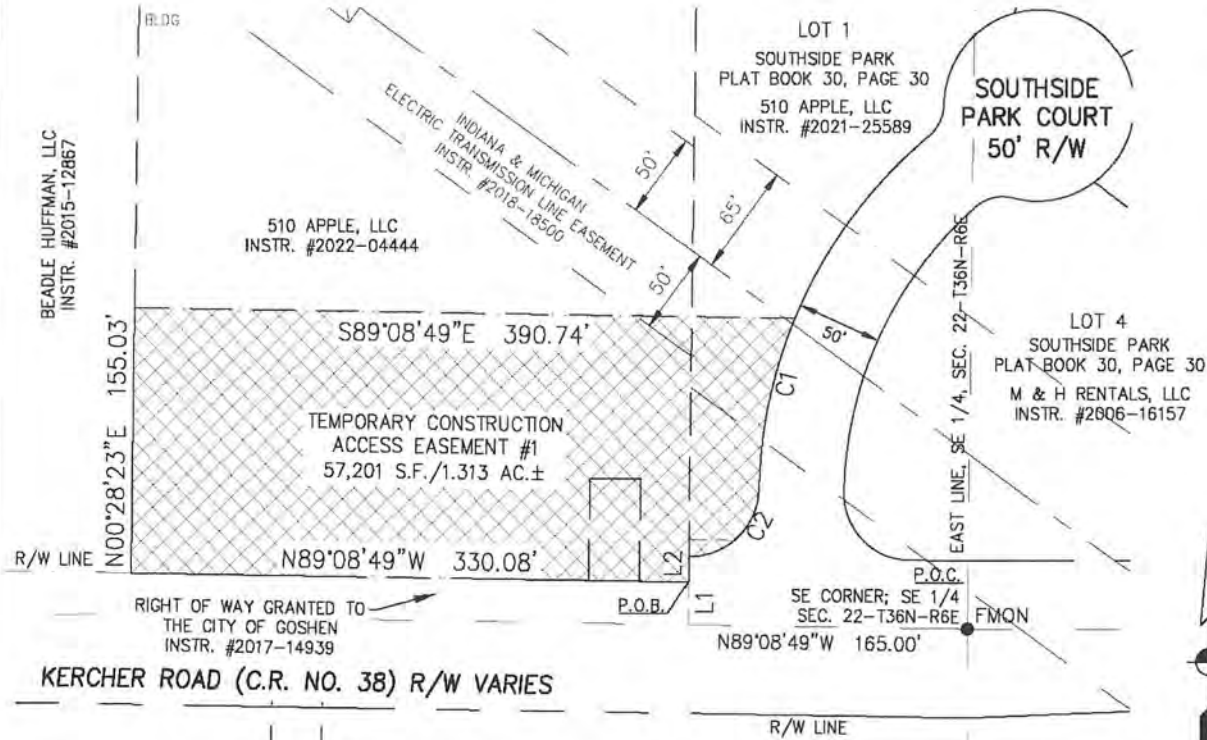 BLDG
LOT 1
SOUTHSIDE PARK
PLAT BOOK 30, PAGE 30
510 APPLE, LLC
INSTR. #2021-25589
SOUTHSIDE
PARK COURT
50' R/W
INDIANA & MICHIGAN
ELECTRIC TRANSMISSION LINE EASEMENT
INSTR. #2018-18500
50'
65'
50'
BEADLE HUFFMAN, LLC
INSTR. #2015-12867
510 APPLE, LLC
INSTR. #2022-04444
EAST LINE, SE 1/4, SEC. 22-T36N-R6E
LOT 4
SOUTHSIDE PARK
PLAT BOOK 30, PAGE 30
M & H RENTALS, LLC
INSTR. #2006-16157
50'
S89°08'49"E 390.74'
N00°28'23"E 155.03'
C1
TEMPORARY CONSTRUCTION
ACCESS EASEMENT #1
57,201 S.F./1.313 AC.±
C2
L2
R/W LINE
N89°08'49"W 330.08'
P.O.B.
L1
P.O.C.
SE CORNER; SE 1/4
SEC. 22-T36N-R6E
FMON
N89°08'49"W 165.00'
RIGHT OF WAY GRANTED TO
THE CITY OF GOSHEN
INSTR. #2017-14939
KERCHER ROAD (C.R. NO. 38) R/W VARIES
R/W LINE